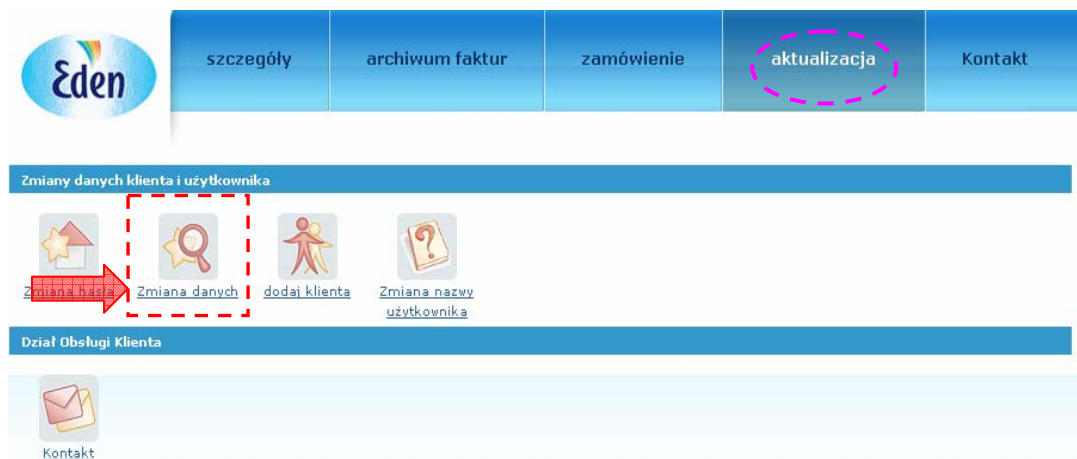 Eden
szczegóły
archiwum faktur
zamówienie
aktualizacja
Kontakt
Zmiany danych klienta i użytkownika
Zmiana hasła
Zmiana danych
dodaj klienta
Zmiana nazwy
użytkownika
Dział Obsługi Klienta
Kontakt